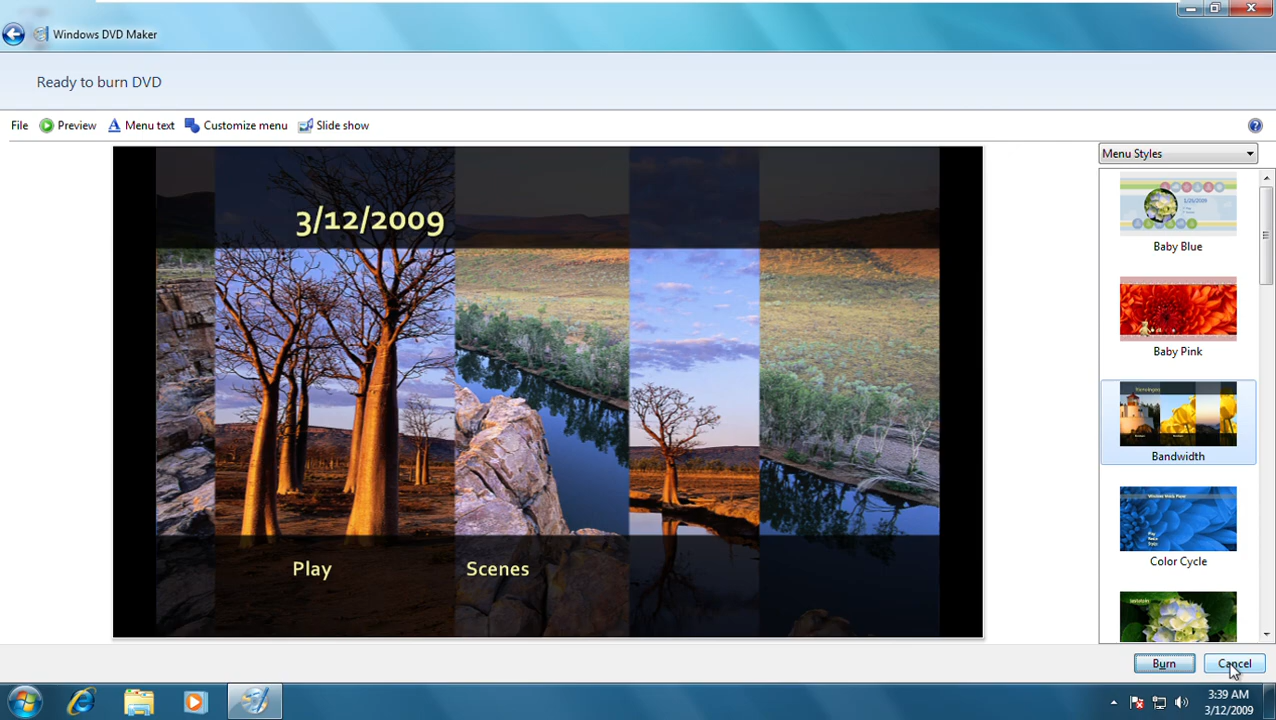 Windows DVD Maker
Ready to burn DVD
File Preview Menu text Customize menu Slide show
Menu Styles
3/12/2009
Play Scenes
Baby Blue
Baby Pink
Bandwidth
Color Cycle
Burn Cancel
3:39 AM
3/12/2009